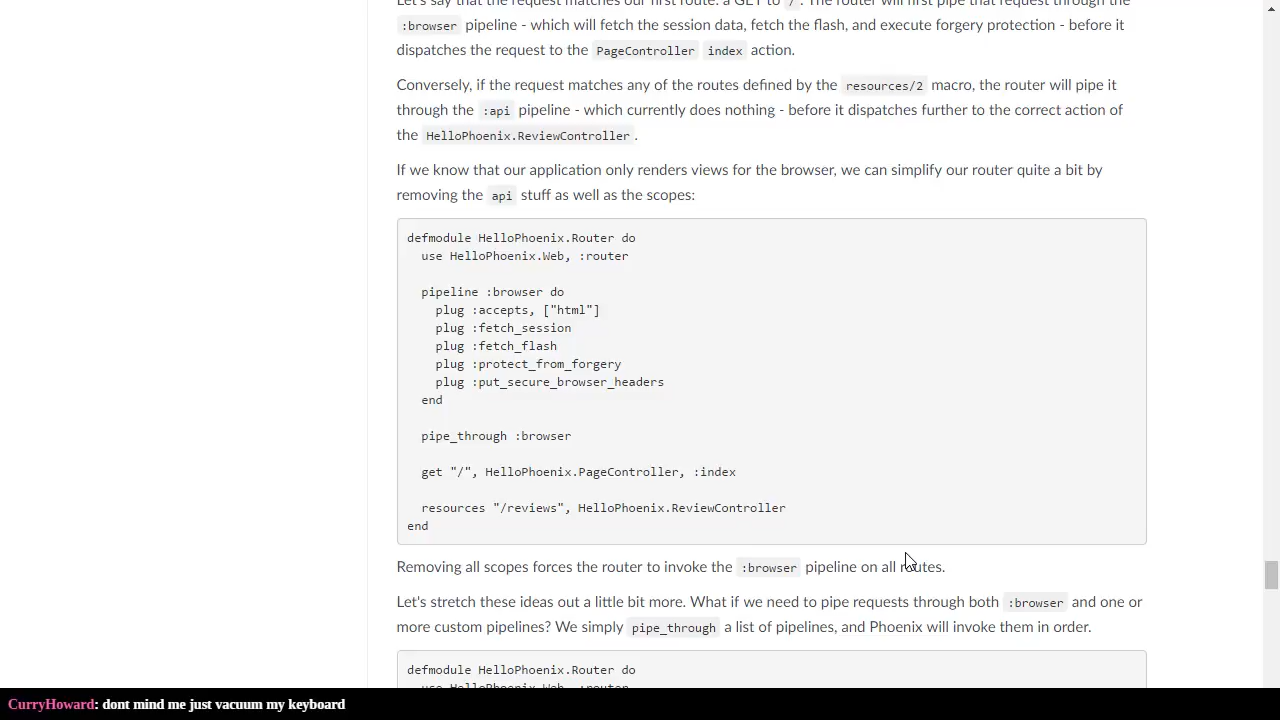 Let's say that the request matches our first route: a GET to / . The router will first pipe that request through the
:browser pipeline - which will fetch the session data, fetch the flash, and execute forgery protection - before it
dispatches the request to the PageController index action.
Conversely, if the request matches any of the routes defined by the resources/2 macro, the router will pipe it
through the :api pipeline - which currently does nothing - before it dispatches further to the correct action of
the HelloPhoenix.ReviewController .
If we know that our application only renders views for the browser, we can simplify our router quite a bit by
removing the api stuff as well as the scopes:
defmodule HelloPhoenix.Router do
  use HelloPhoenix.Web, :router
  pipeline :browser do
    plug :accepts, ["html"]
    plug :fetch_session
    plug :fetch_flash
    plug :protect_from_forgery
    plug :put_secure_browser_headers
  end
  pipe_through :browser
  get "/", HelloPhoenix.PageController, :index
  resources "/reviews", HelloPhoenix.ReviewController
end
Removing all scopes forces the router to invoke the :browser pipeline on all routes.
Let's stretch these ideas out a little bit more. What if we need to pipe requests through both :browser and one or
more custom pipelines? We simply pipe_through a list of pipelines, and Phoenix will invoke them in order.
defmodule HelloPhoenix.Router do
  use HelloPhoenix.Web, :router
CurryHoward: dont mind me just vacuum my keyboard